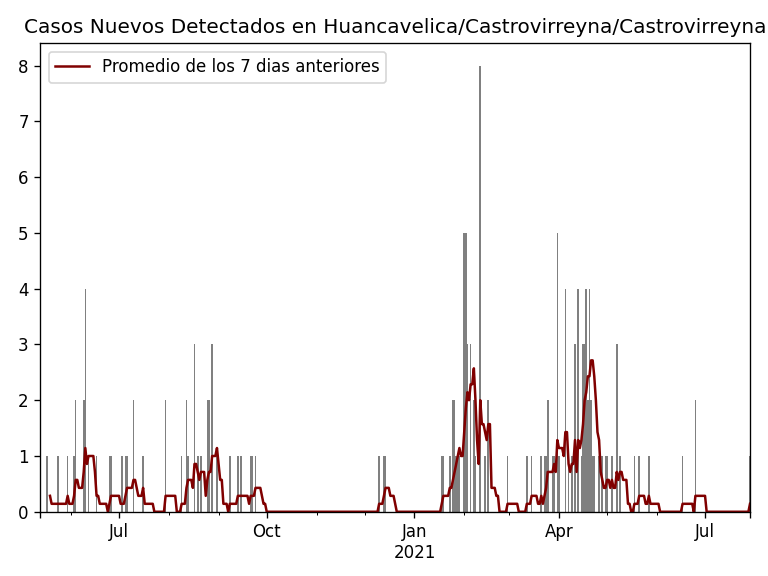 Casos Nuevos Detectados en Huancavelica/Castrovirreyna/Castrovirreyna
Promedio de los 7 dias anteriores
8
7
6
5
4
3
2
1
0
Jul
Oct
Jan
Apr
Jul
2021